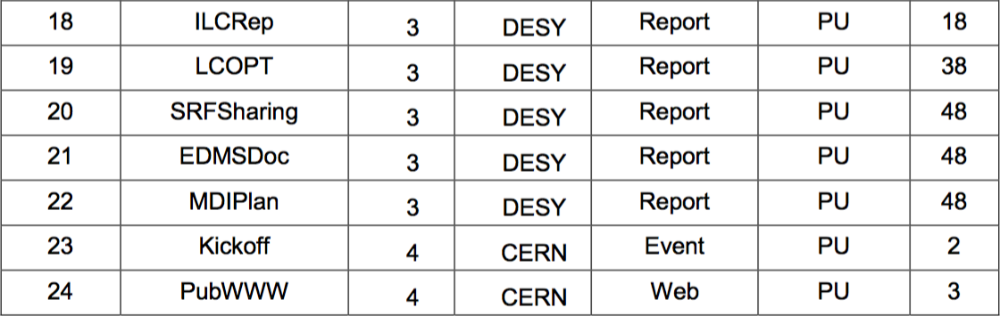 18 ILCRep 3 DESY Report PU 18
19 LCOPT 3 DESY Report PU 38
20 SRFSharing 3 DESY Report PU 48
21 EDMSDoc 3 DESY Report PU 48
22 MDIPlan 3 DESY Report PU 48
23 Kickoff 4 CERN Event PU 2
24 PubWWW 4 CERN Web PU 3